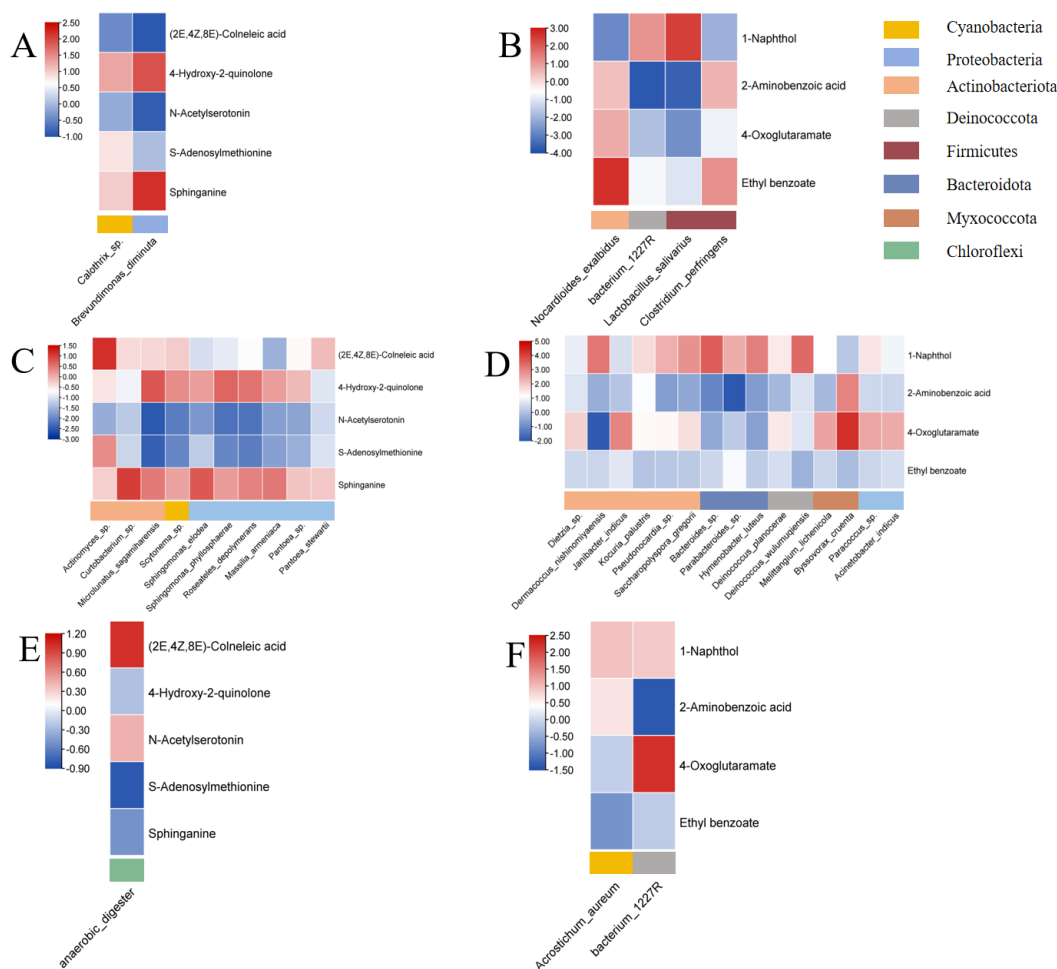 A
2.50
2.00
1.50
1.00
0.50
0.00
-0.50
-1.00
(2E,4Z,8E)-Colneleic acid
4-Hydroxy-2-quinolone
N-Acetylserotonin
S-Adenosylmethionine
Sphinganine
Calothrix_sp.
Brevundimonas_diminuta
B
3.00
2.00
1.00
0.00
-1.00
-2.00
-3.00
-4.00
1-Naphthol
2-Aminobenzoic acid
4-Oxoglutaramate
Ethyl benzoate
Nocardioides_exalbidus
bacterium_1227R
Lactobacillus_salivarius
Clostridium_perfringens
Cyanobacteria
Proteobacteria
Actinobacteriota
Deinococcota
Firmicutes
Bacteroidota
Myxococcota
Chloroflexi
C
1.50
1.00
0.50
0.00
-0.50
-1.00
-1.50
-2.00
-2.50
-3.00
(2E,4Z,8E)-Colneleic acid
4-Hydroxy-2-quinolone
N-Acetylserotonin
S-Adenosylmethionine
Sphinganine
Actinomyces_sp.
Curtobacterium_sp.
Microlunatus_sagamiharensis
Scytonema_sp.
Sphingomonas_elodea
Sphingomonas_phyllosphaerae
Roseateles_depolymerans
Massilia_armeniaca
Pantoea_sp.
Pantoea_stewartii
D
5.00
4.00
3.00
2.00
1.00
0.00
-1.00
-2.00
1-Naphthol
2-Aminobenzoic acid
4-Oxoglutaramate
Ethyl benzoate
Dietzia_sp.
Dermacoccus_nishinomiyaensis
Janibacter_indicus
Kocuria_palustris
Pseudonocardia_sp.
Saccharopolyspora_gregorii
Bacteroides_sp.
Parabacteroides_sp.
Hymenobacter_luteus
Deinococcus_planocerae
Deinococcus_wulumuqiensis
Melittangium_lichenicola
Byssovorax_cruenta
Paracoccus_sp.
Acinetobacter_indicus
E
1.20
0.90
0.60
0.30
0.00
-0.30
-0.60
-0.90
(2E,4Z,8E)-Colneleic acid
4-Hydroxy-2-quinolone
N-Acetylserotonin
S-Adenosylmethionine
Sphinganine
anaerobic_digester
F
2.50
2.00
1.50
1.00
0.50
0.00
-0.50
-1.00
-1.50
1-Naphthol
2-Aminobenzoic acid
4-Oxoglutaramate
Ethyl benzoate
Acrostichum_aureum
bacterium_1227R